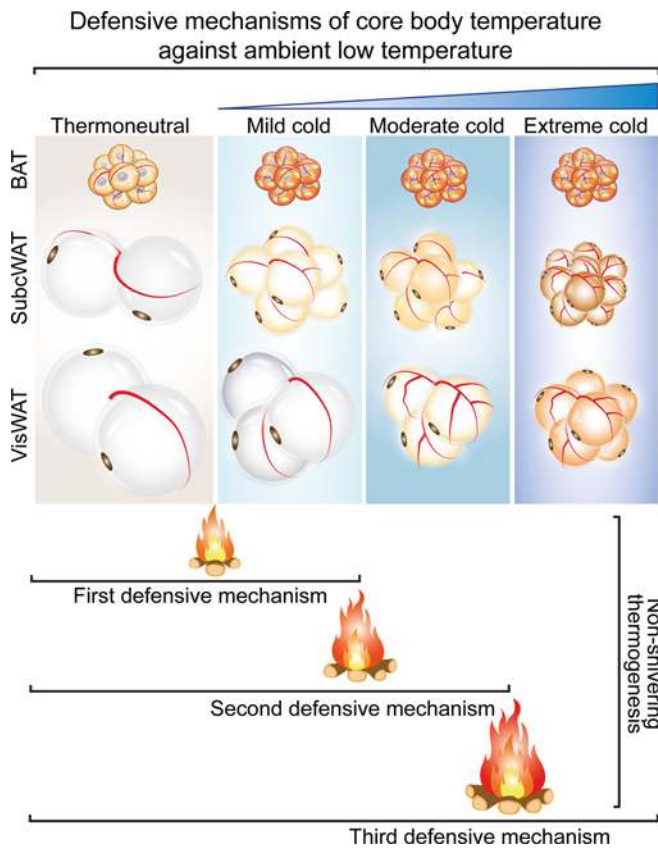 Defensive mechanisms of core body temperature
against ambient low temperature
Thermoneutral
Mild cold
Moderate cold
Extreme cold
BAT
SubcWAT
VisWAT
First defensive mechanism
Second defensive mechanism
Third defensive mechanism
Non-shivering
thermogenesis